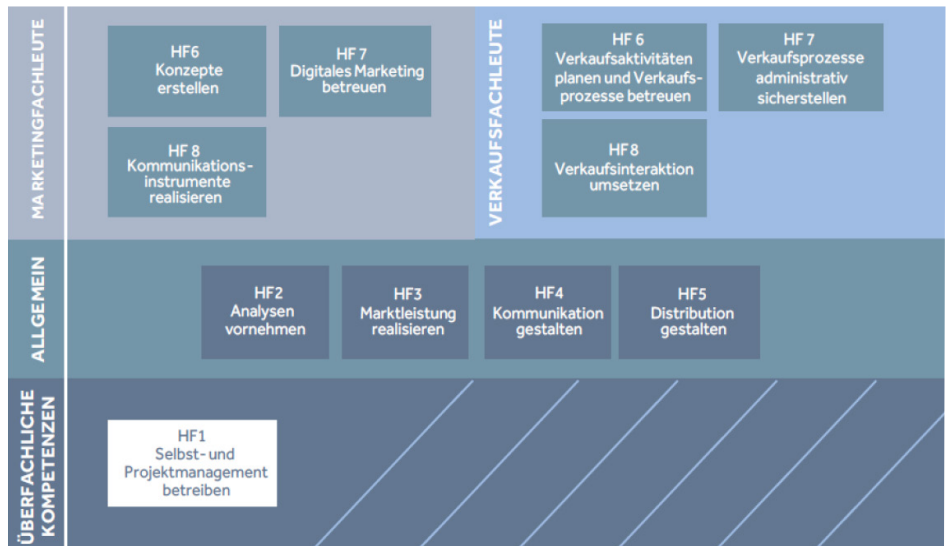 MARKETINGFACHLEUTE
HF6
Konzepte
erstellen
HF 7
Digitales Marketing
betreuen
HF 8
Kommunikations-
instrumente
realisieren
VERKAUFSFACHLEUTE
HF 6
Verkaufsaktivitäten
planen und Verkaufs-
prozesse betreuen
HF 7
Verkaufsprozesse
administrativ
sicherstellen
HF8
Verkaufsinteraktion
umsetzen
ALLGEMEIN
HF2
Analysen
vornehmen
HF3
Marktleistung
realisieren
HF4
Kommunikation
gestalten
HF5
Distribution
gestalten
ÜBERFACHLICHE
KOMPETENZEN
HF1
Selbst- und
Projektmanagement
betreiben